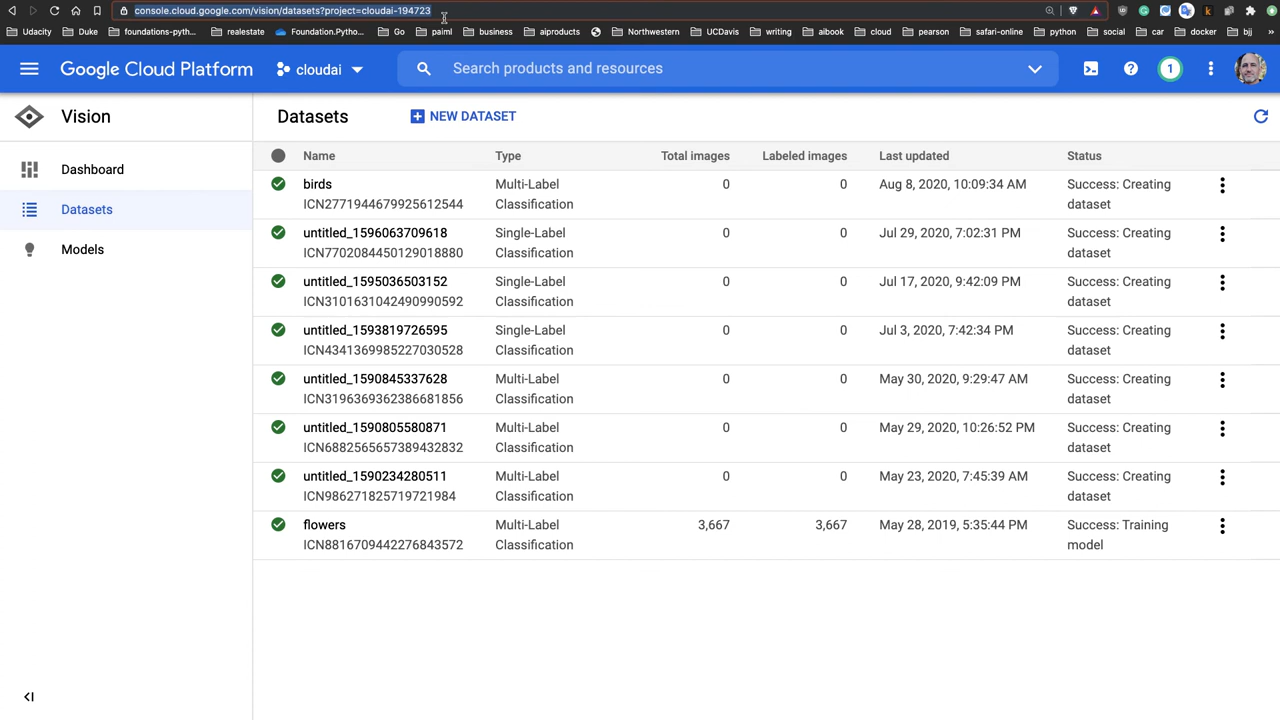 console.cloud.google.com/vision/datasets?project=cloudai-194723
Udacity Duke foundations-pyth... realestate Foundation.Pytho... Go paiml business aiproducts Northwestern UCDavis writing aibook cloud pearson safari-online python social car docker bjj »
Google Cloud Platform cloudai Search products and resources 1
Vision
Dashboard
Datasets
Models
Datasets NEW DATASET
Name Type Total images Labeled images Last updated Status
birds Multi-Label 0 0 Aug 8, 2020, 10:09:34 AM Success: Creating
ICN2771944679925612544 Classification dataset
untitled_1596063709618 Single-Label 0 0 Jul 29, 2020, 7:02:31 PM Success: Creating
ICN7702084450129018880 Classification dataset
untitled_1595036503152 Single-Label 0 0 Jul 17, 2020, 9:42:09 PM Success: Creating
ICN3101631042490990592 Classification dataset
untitled_1593819726595 Single-Label 0 0 Jul 3, 2020, 7:42:34 PM Success: Creating
ICN4341369985227030528 Classification dataset
untitled_1590845337628 Multi-Label 0 0 May 30, 2020, 9:29:47 AM Success: Creating
ICN3196369362386681856 Classification dataset
untitled_1590805580871 Multi-Label 0 0 May 29, 2020, 10:26:52 PM Success: Creating
ICN6882565657389432832 Classification dataset
untitled_1590234280511 Multi-Label 0 0 May 23, 2020, 7:45:39 AM Success: Creating
ICN986271825719721984 Classification dataset
flowers Multi-Label 3,667 3,667 May 28, 2019, 5:35:44 PM Success: Training
ICN8816709442276843572 Classification model